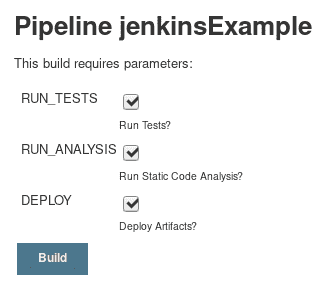 Pipeline jenkinsExample
This build requires parameters:
RUN_TESTS
Run Tests?
RUN_ANALYSIS
Run Static Code Analysis?
DEPLOY
Deploy Artifacts?
Build